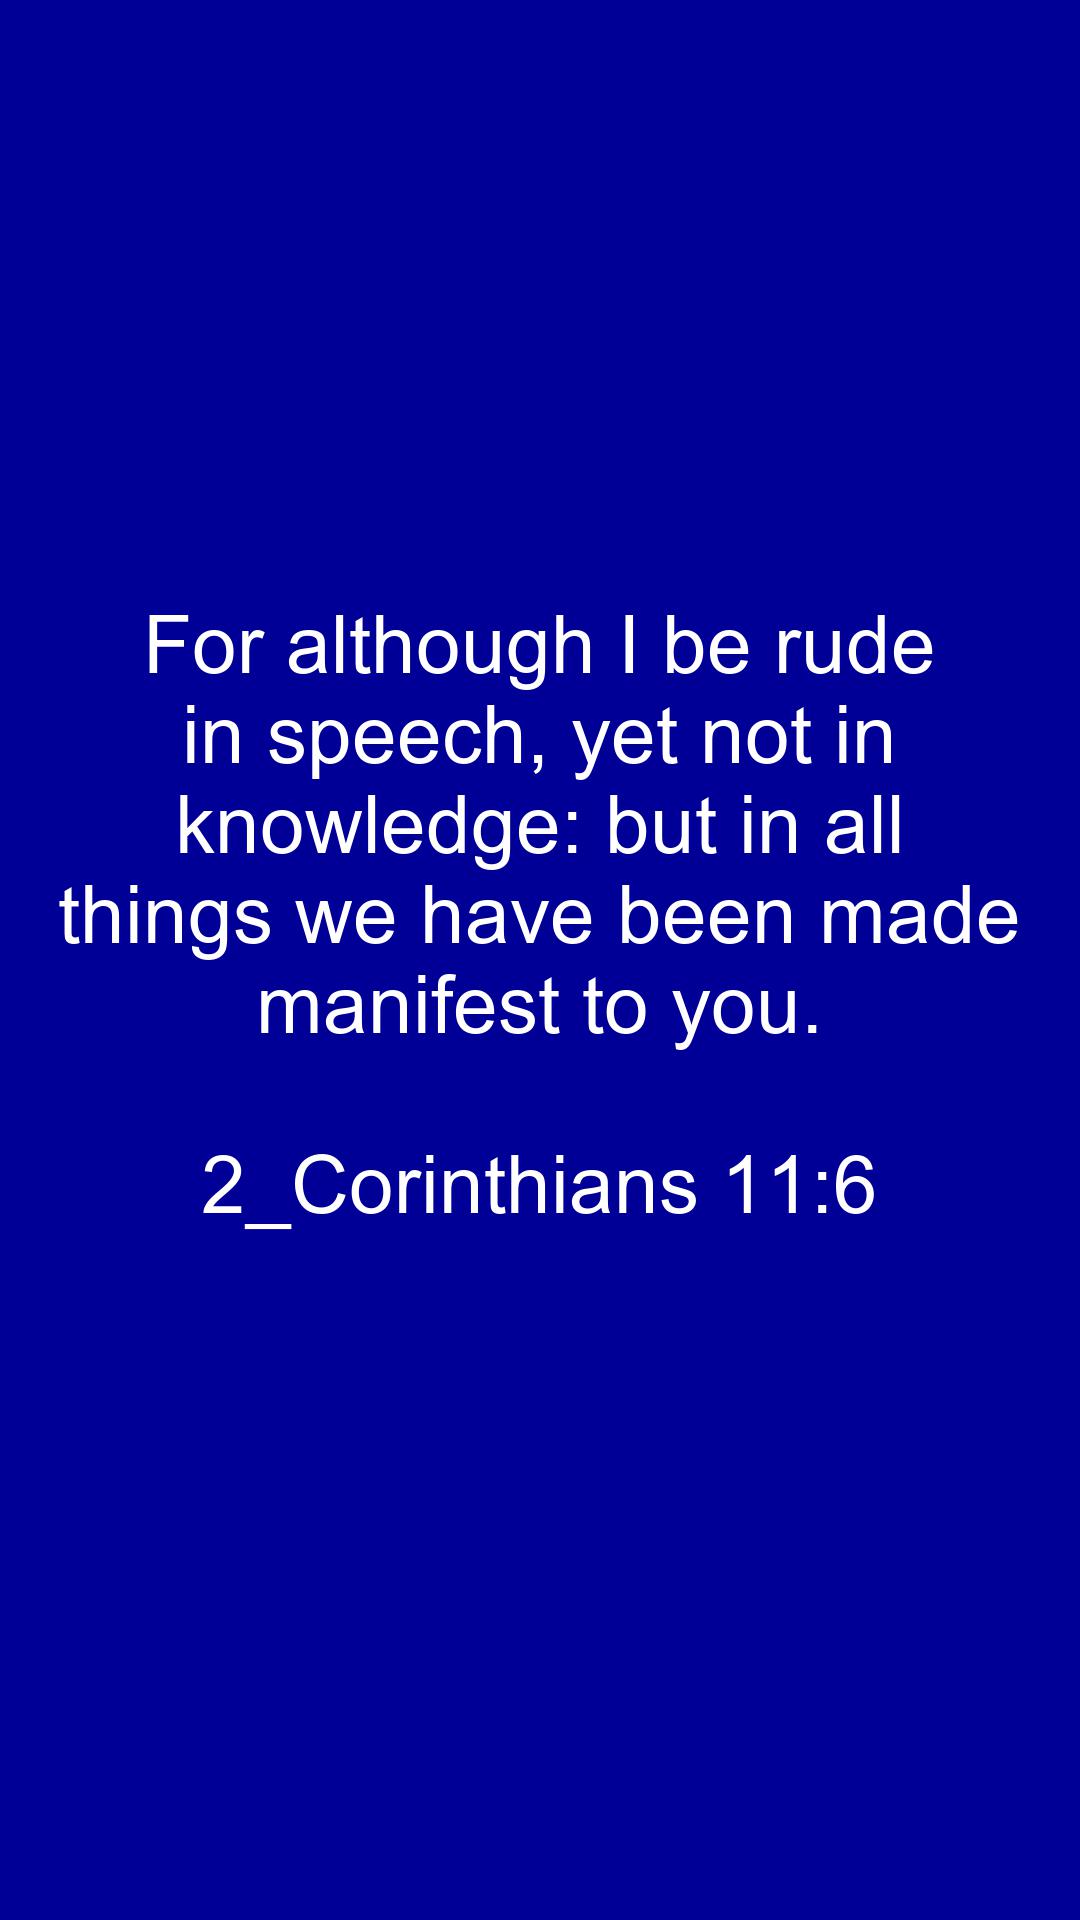 For although I be rude
in speech, yet not in
knowledge: but in all
things we have been made
manifest to you.
2_Corinthians 11:6